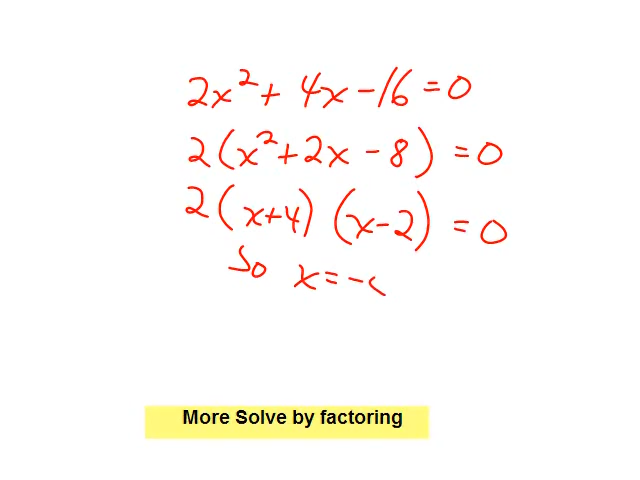 2x² + 4x - 16 = 0
2(x² + 2x - 8) = 0
2(x+4)(x-2) = 0
So x = -
More Solve by factoring